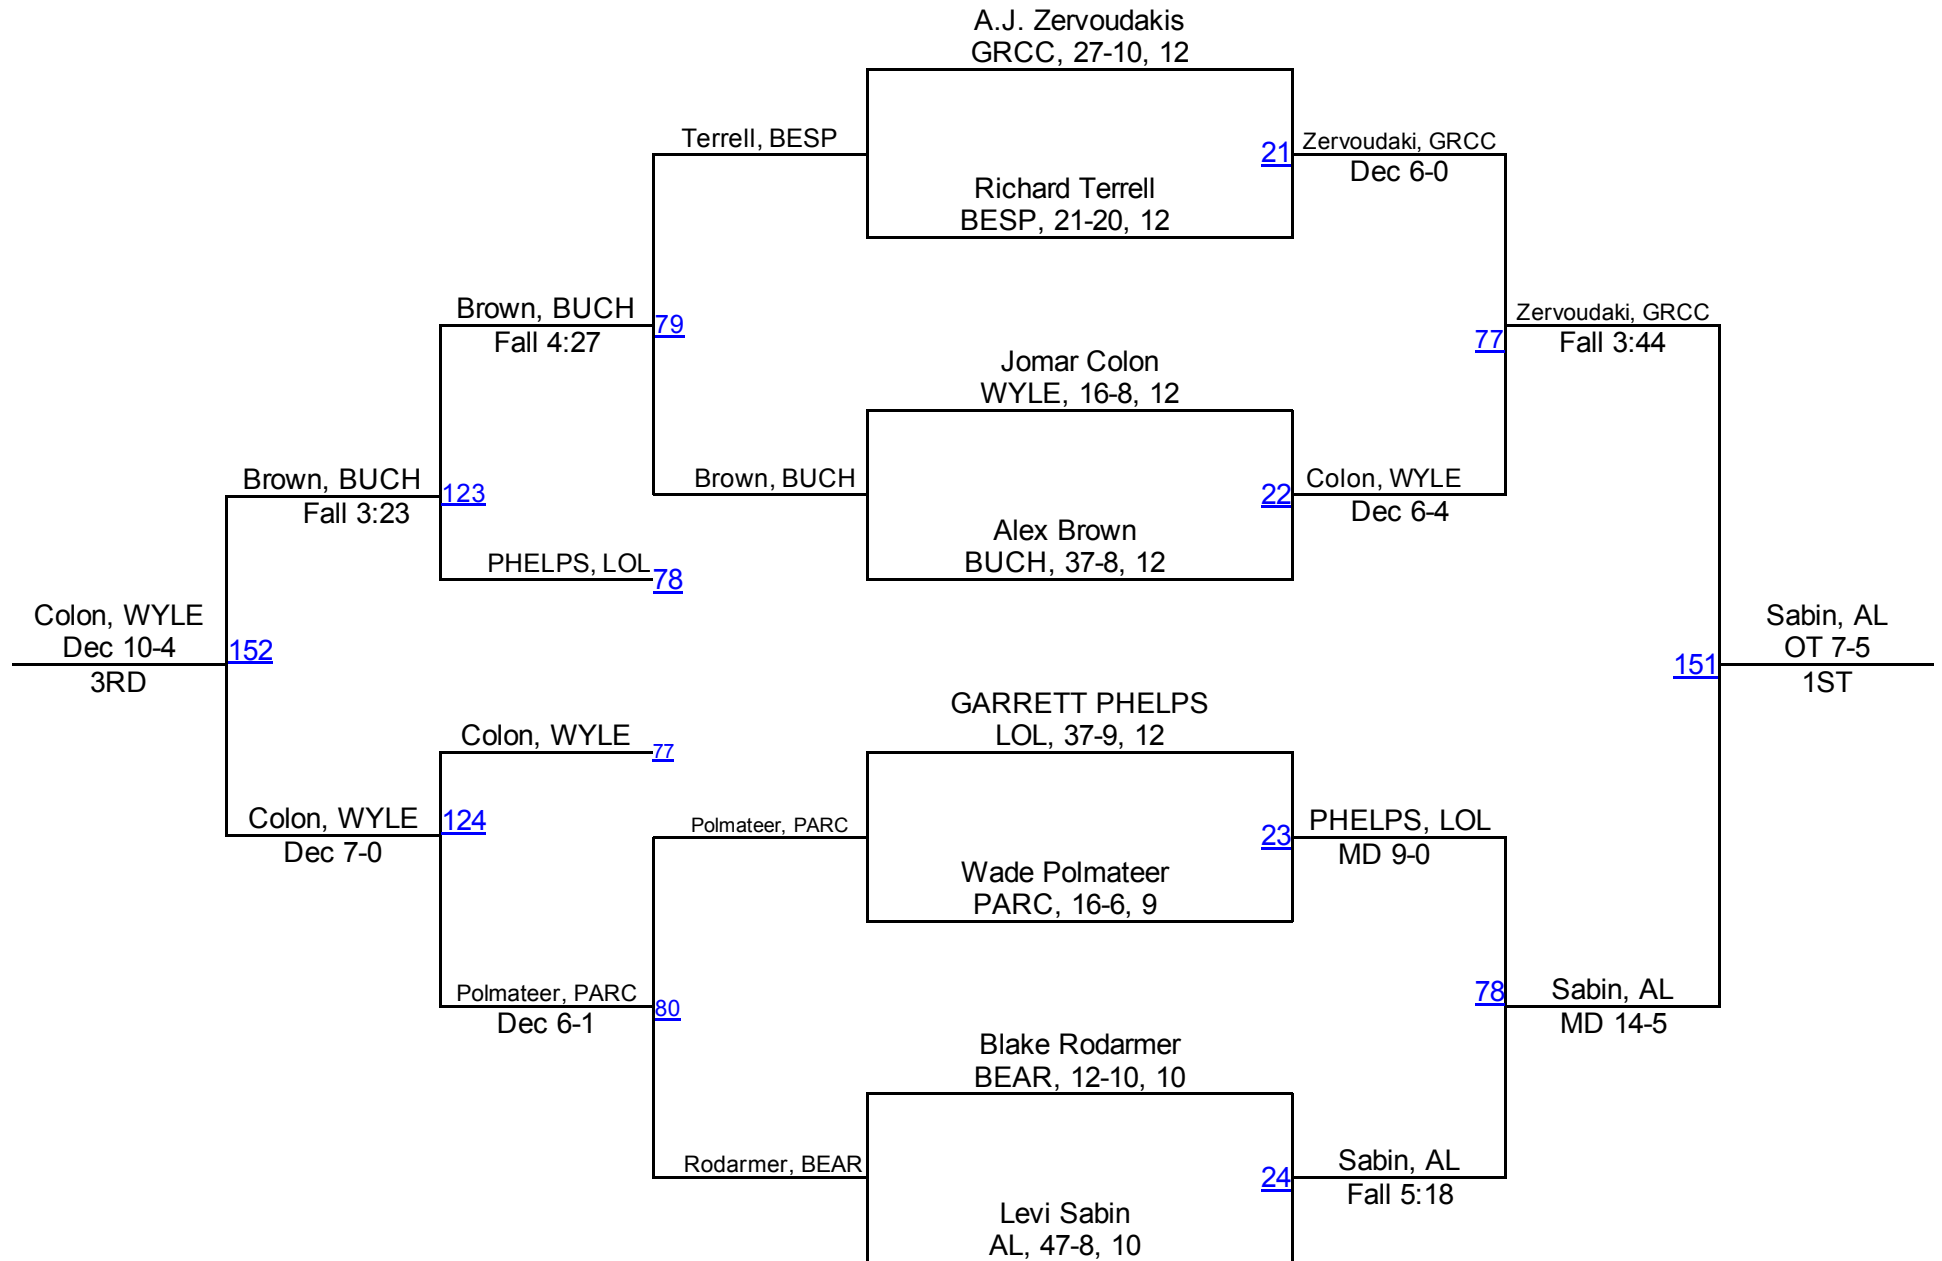 A.J. Zervoudakis
GRCC, 27-10, 12
Terrell, BESP
21
Zervoudaki, GRCC
Dec 6-0
Richard Terrell
BESP, 21-20, 12
Brown, BUCH
Fall 4:27
79
Zervoudaki, GRCC
Fall 3:44
77
Jomar Colon
WYLE, 16-8, 12
Brown, BUCH
Fall 3:23
123
Brown, BUCH
22
Colon, WYLE
Dec 6-4
Alex Brown
BUCH, 37-8, 12
PHELPS, LOL
78
Colon, WYLE
Dec 10-4
3RD
152
151
Sabin, AL
OT 7-5
1ST
GARRETT PHELPS
LOL, 37-9, 12
Colon, WYLE
77
Colon, WYLE
Dec 7-0
124
Polmateer, PARC
23
PHELPS, LOL
MD 9-0
Wade Polmateer
PARC, 16-6, 9
Polmateer, PARC
Dec 6-1
80
78
Sabin, AL
MD 14-5
Blake Rodarmer
BEAR, 12-10, 10
Rodarmer, BEAR
24
Sabin, AL
Fall 5:18
Levi Sabin
AL, 47-8, 10